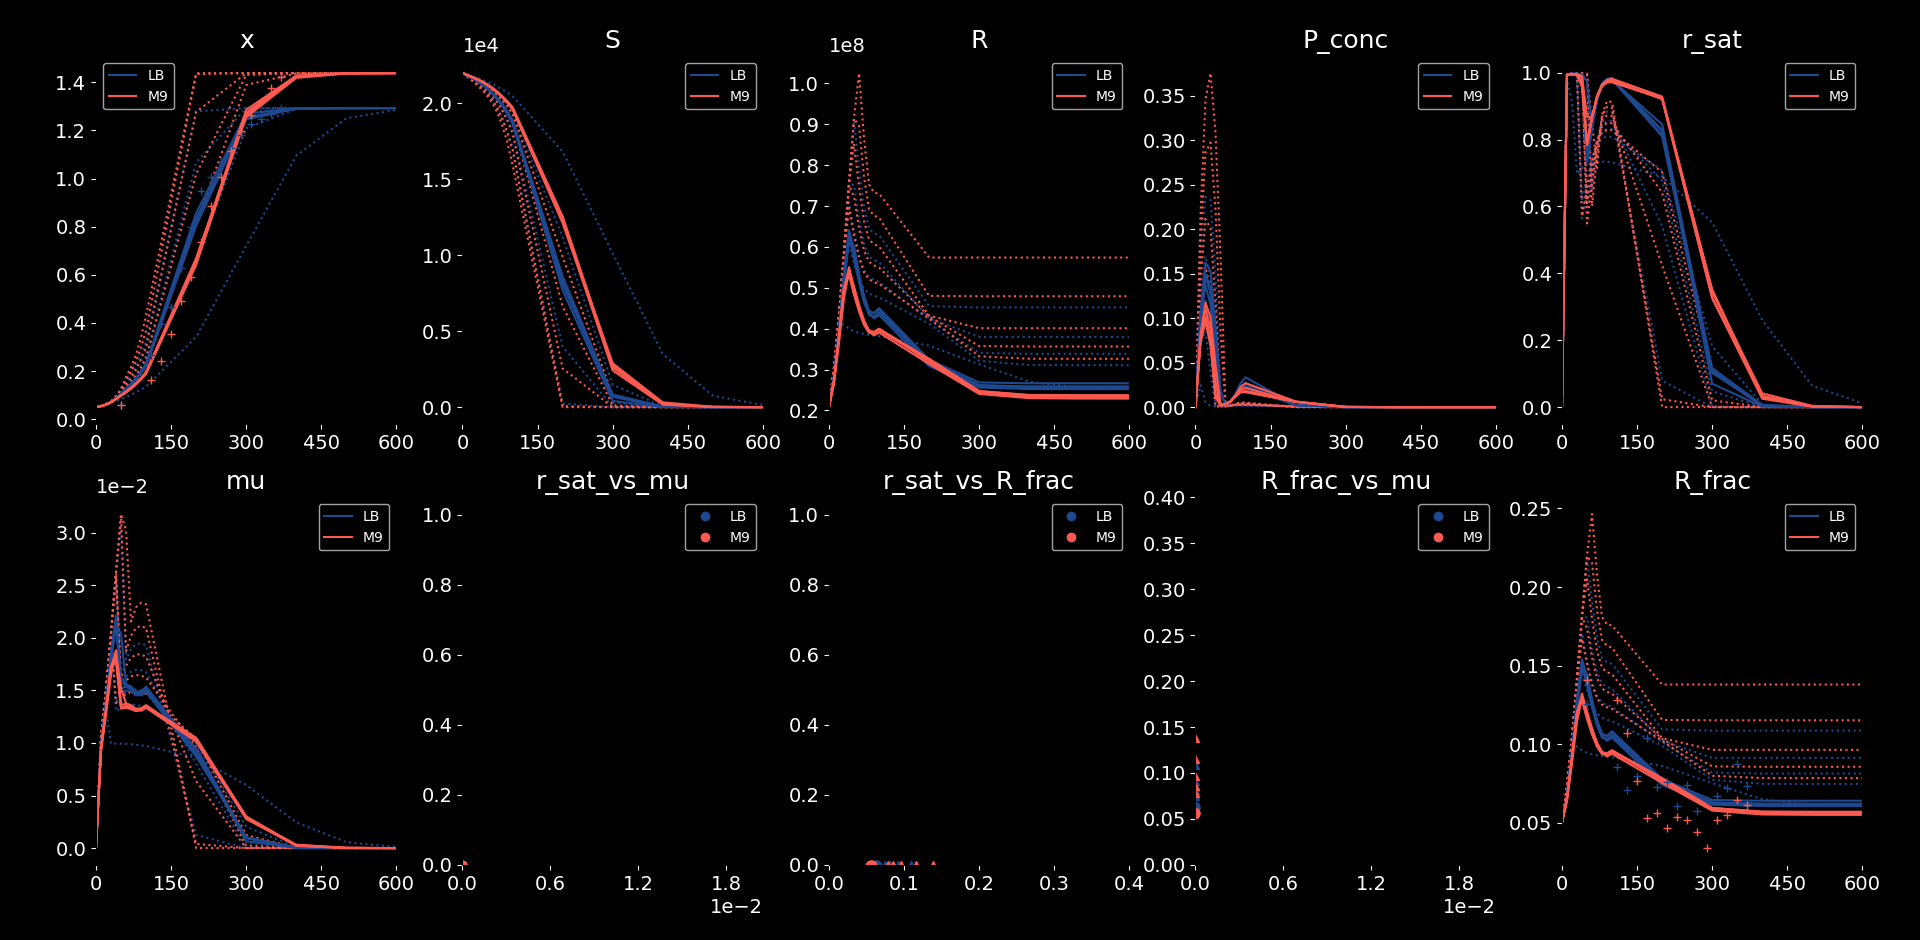 x
S
R
P_conc
r_sat
1e4
1e8
LB
M9
LB
M9
LB
M9
LB
M9
LB
M9
1.4
1.2
1.0
0.8
0.6
0.4
0.2
0.0
2.0
1.5
1.0
0.5
0.0
1.0
0.9
0.8
0.7
0.6
0.5
0.4
0.3
0.2
0.35
0.30
0.25
0.20
0.15
0.10
0.05
0.00
1.0
0.8
0.6
0.4
0.2
0.0
0 150 300 450 600
0 150 300 450 600
0 150 300 450 600
0 150 300 450 600
0 150 300 450 600
1e−2
mu
r_sat_vs_mu
r_sat_vs_R_frac
R_frac_vs_mu
R_frac
LB
M9
LB
M9
LB
M9
LB
M9
LB
M9
3.0
2.5
2.0
1.5
1.0
0.5
0.0
1.0
0.8
0.6
0.4
0.2
0.0
1.0
0.8
0.6
0.4
0.2
0.0
0.40
0.35
0.30
0.25
0.20
0.15
0.10
0.05
0.00
0.25
0.20
0.15
0.10
0.05
0 150 300 450 600
0.0 0.6 1.2 1.8
1e−2
0.0 0.1 0.2 0.3 0.4
0.0 0.6 1.2 1.8
1e−2
0 150 300 450 600